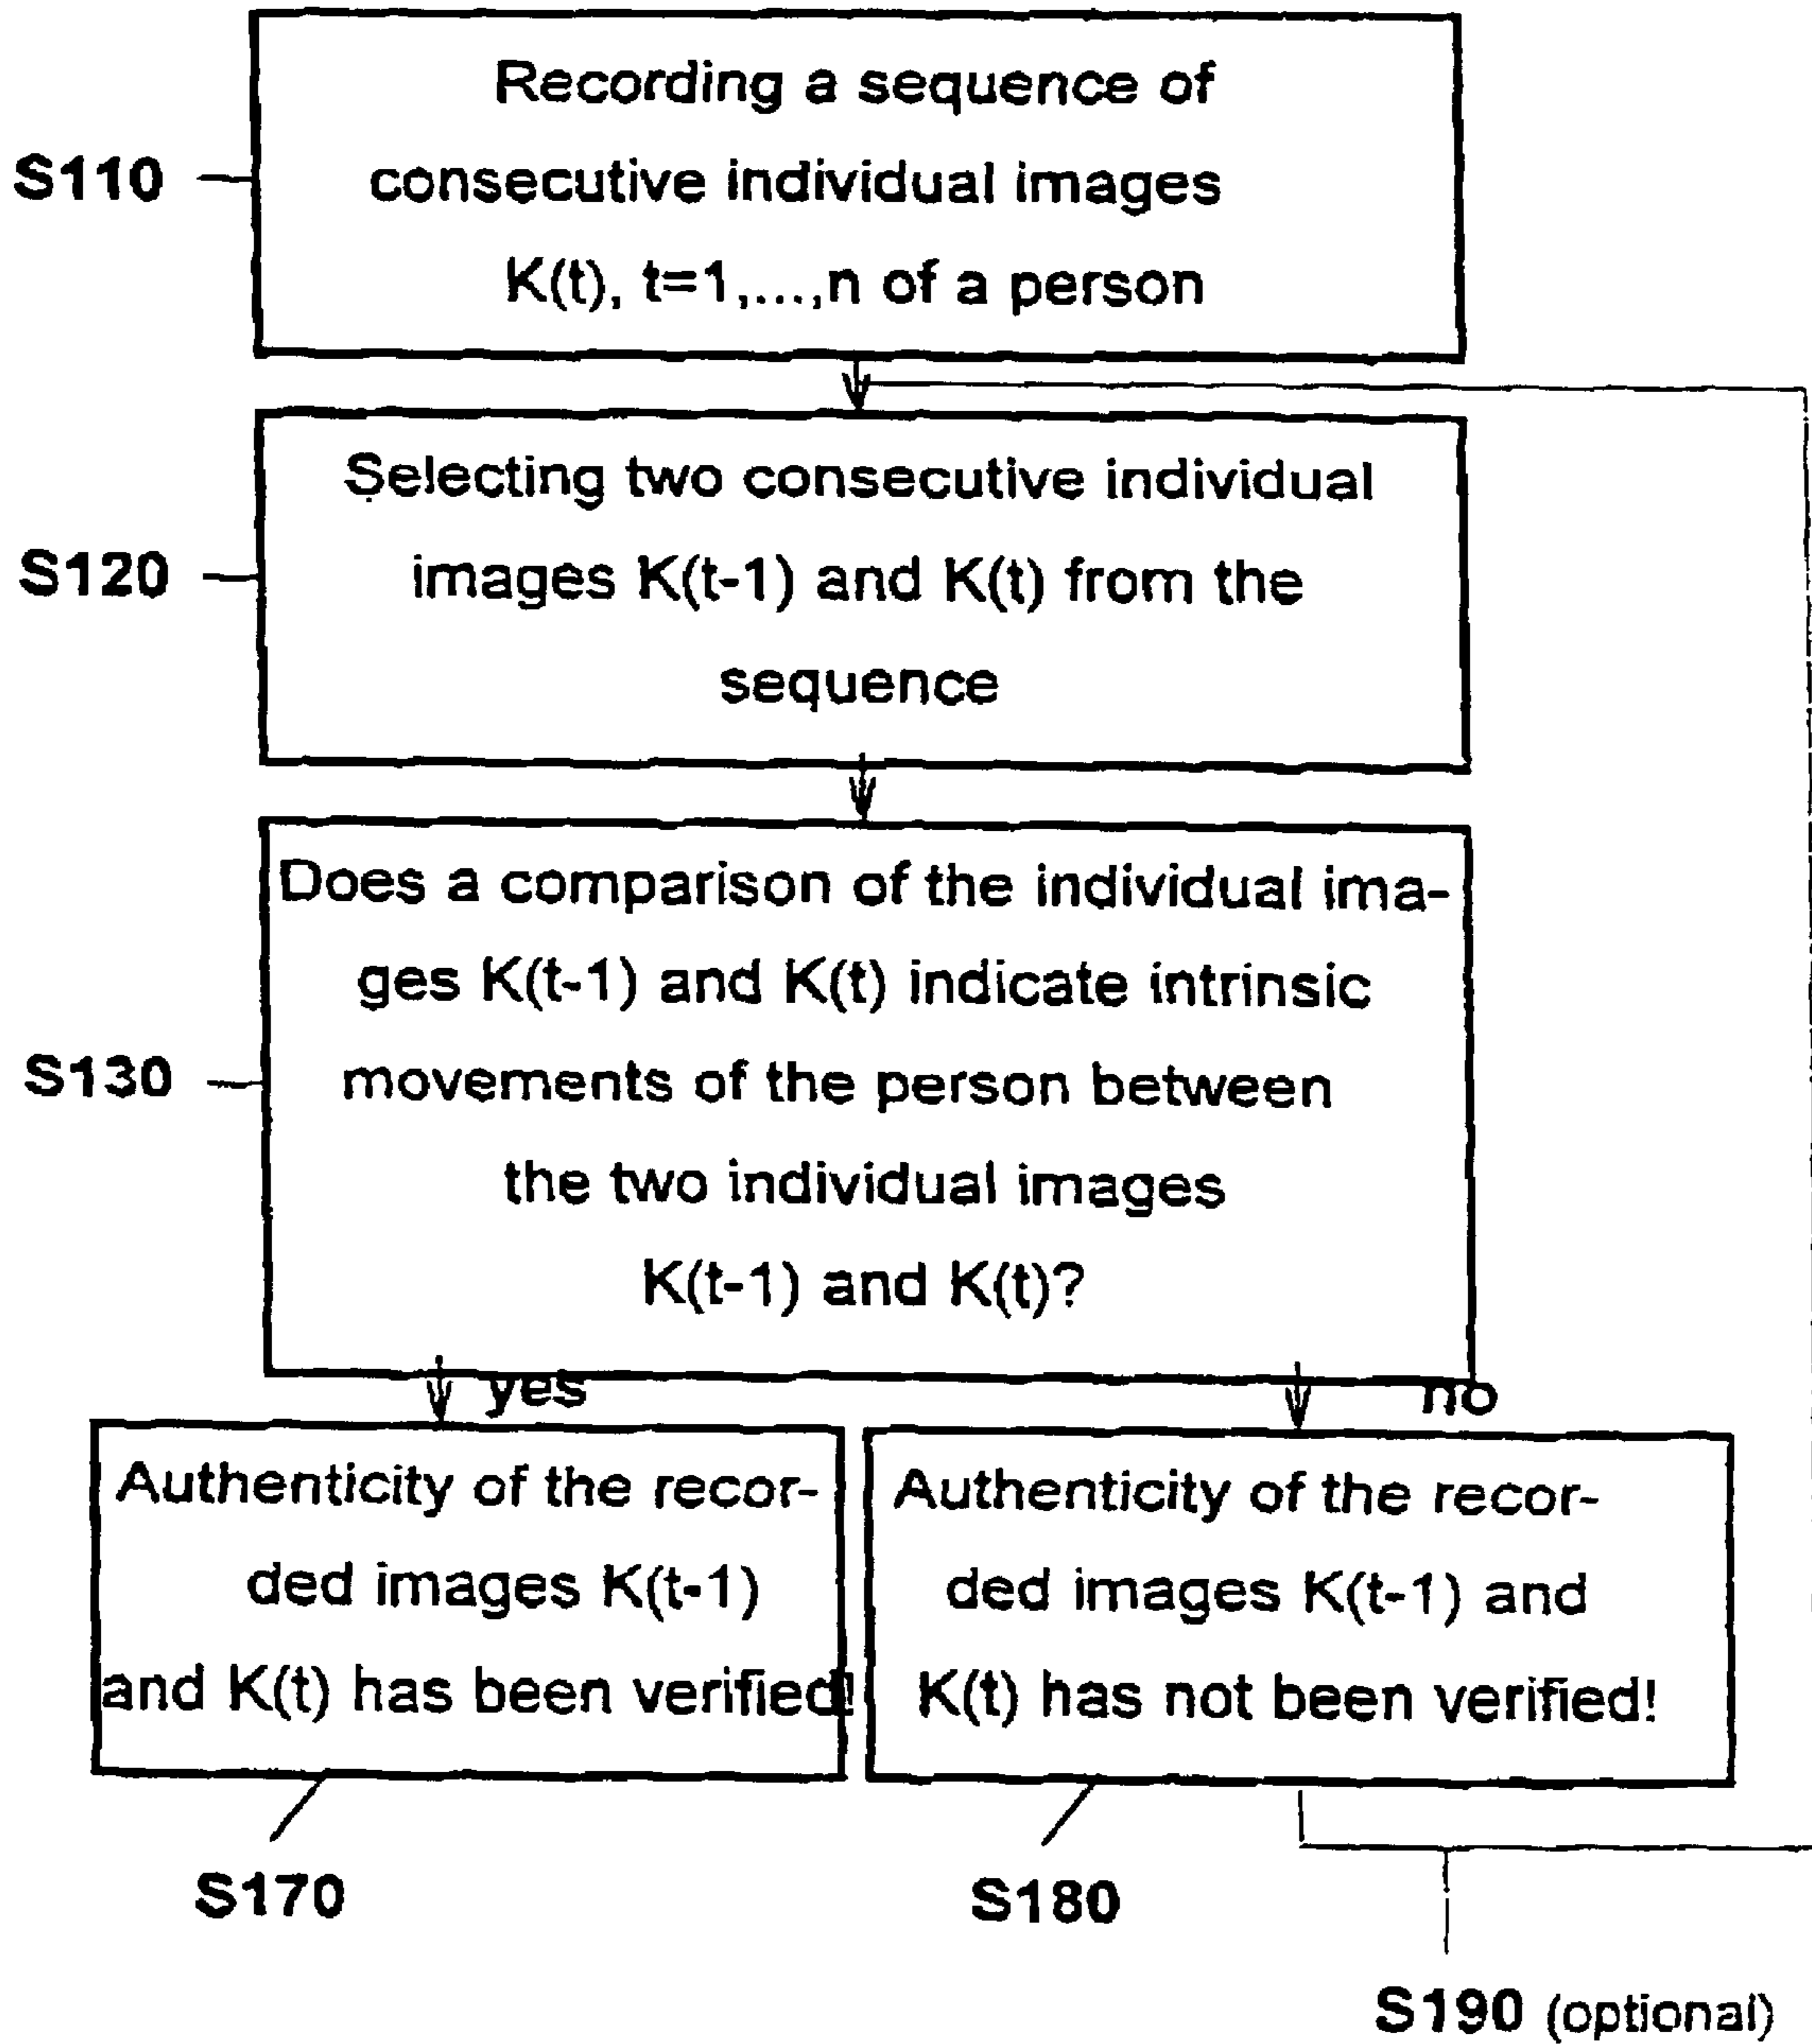 Recording a sequence of
consecutive individual images
K(t), t=1,...,n of a person
S110
Selecting two consecutive individual
images K(t-1) and K(t) from the
sequence
S120
Does a comparison of the individual ima-
ges K(t-1) and K(t) indicate intrinsic
movements of the person between
the two individual images
K(t-1) and K(t)?
S130
yes
no
Authenticity of the recor-
ded images K(t-1)
and K(t) has been verified!
Authenticity of the recor-
ded images K(t-1) and
K(t) has not been verified!
S170
S180
S190 (optional)